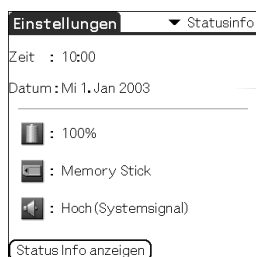 Einstellungen ▼ Statusinfo
Zeit : 10:00
Datum : Mi 1. Jan 2003
: 100%
: Memory Stick
: Hoch (Systemsignal)
Status Info anzeigen